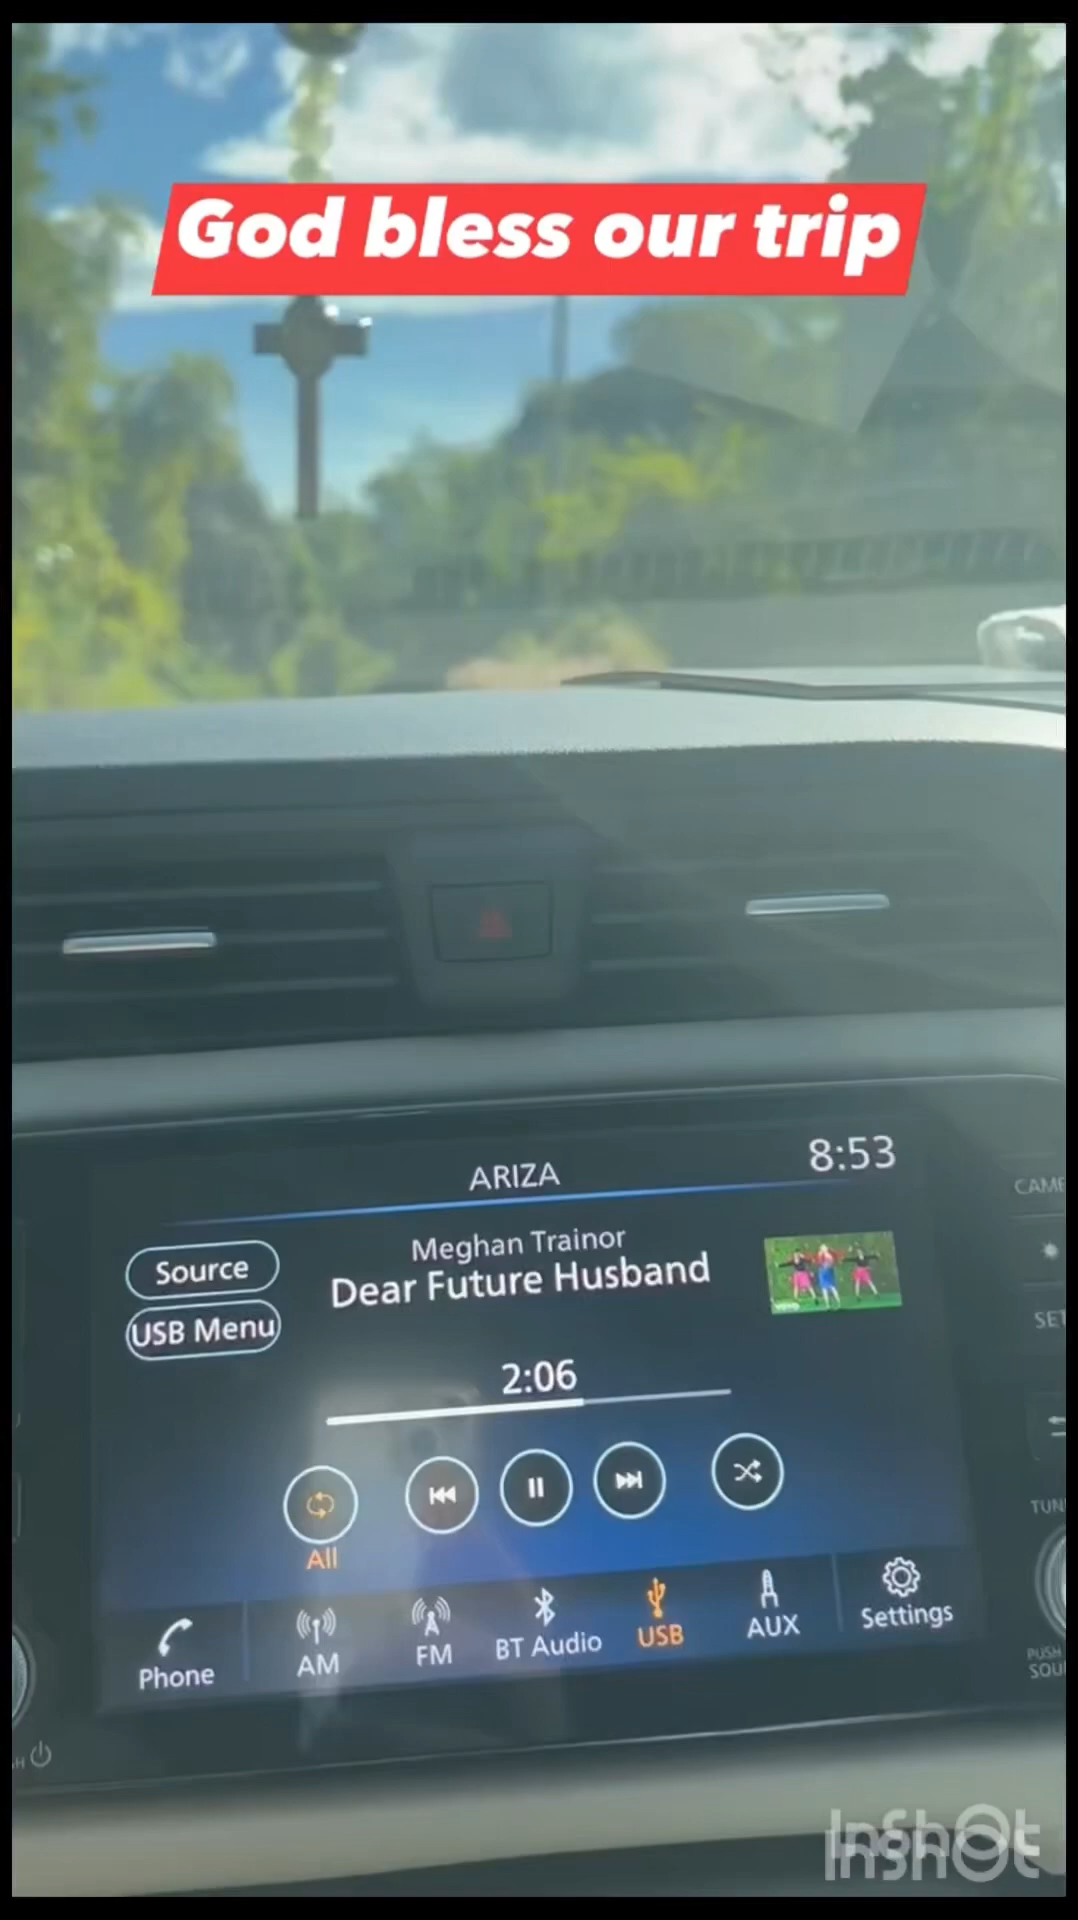 God bless our trip
ARIZA
8:53
Meghan Trainor
Dear Future Husband
Source
USB Menu
2:06
All
Phone
AM
FM
BT Audio
USB
AUX
Settings
PUSH
InShOt